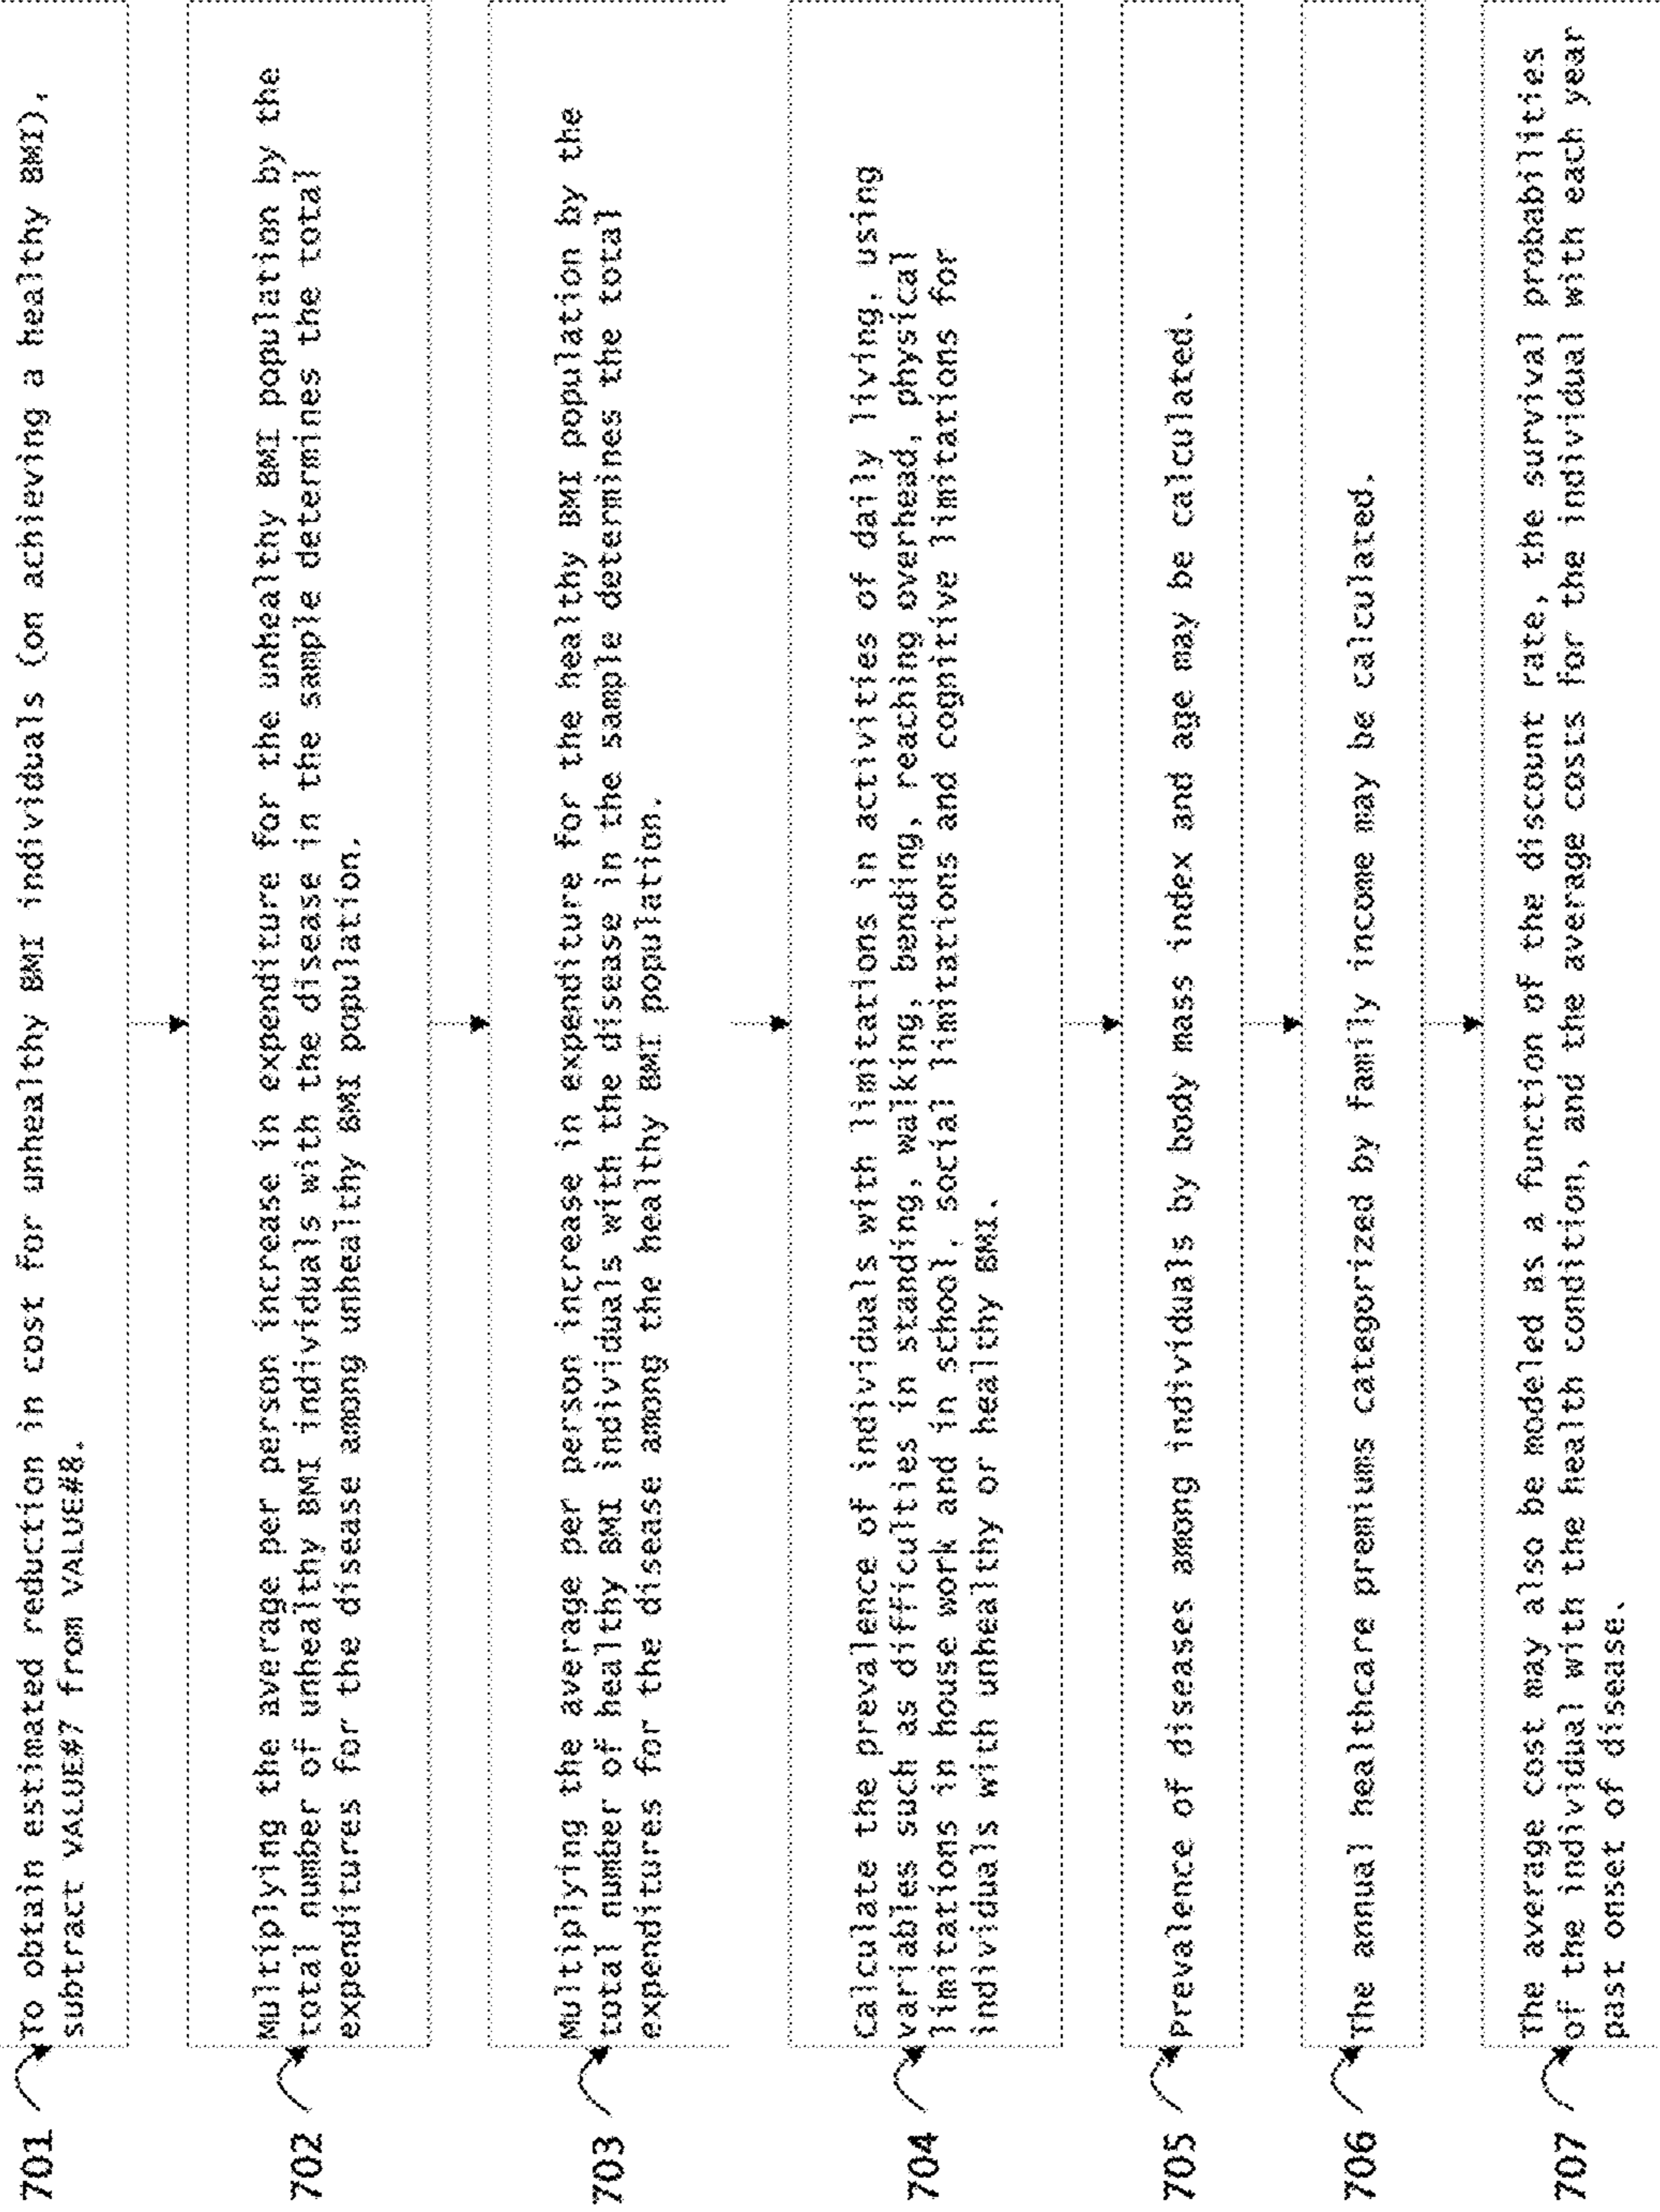 701
To obtain estimated reduction in cost for unhealthy BMI individuals (on achieving a healthy BMI),
subtract VALUE#7 from VALUE#8.
702
Multiplying the average per person increase in expenditure for the unhealthy BMI population by the
total number of unhealthy BMI individuals with the disease in the sample determines the total
expenditures for the disease among unhealthy BMI population.
703
Multiplying the average per person increase in expenditure for the healthy BMI population by the
total number of healthy BMI individuals with the disease in the sample determines the total
expenditures for the disease among the healthy BMI population.
704
Calculate the prevalence of individuals with limitations in activities of daily living, using
variables such as difficulties in standing, walking, bending, reaching overhead, physical
limitations in house work and in school, social limitations and cognitive limitations for
individuals with unhealthy or healthy BMI.
705
Prevalence of diseases among individuals by body mass index and age may be calculated.
706
The annual healthcare premiums categorized by family income may be calculated.
707
The average cost may also be modeled as a function of the discount rate, the survival probabilities
of the individual with the health condition, and the average costs for the individual with each year
past onset of disease.